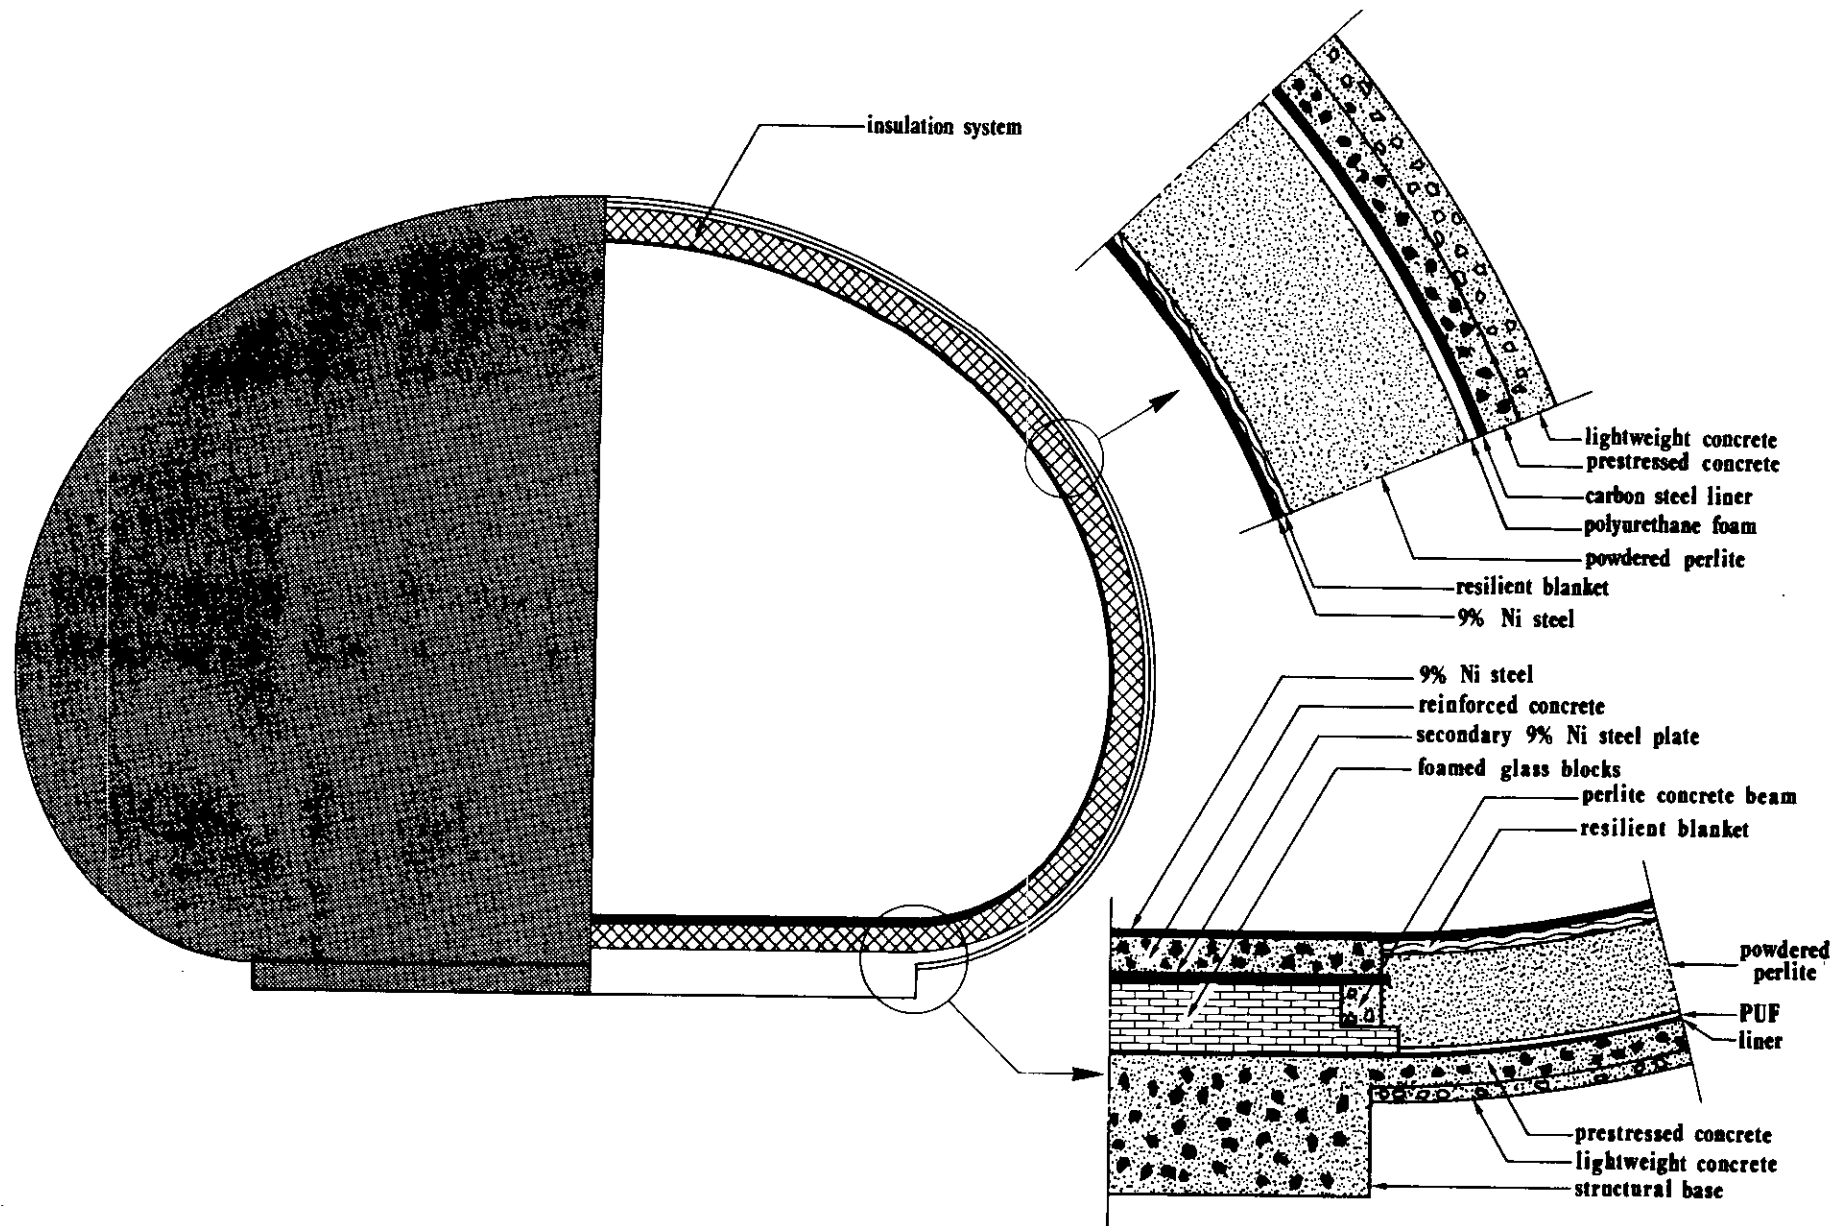 insulation system
lightweight concrete
prestressed concrete
carbon steel liner
polyurethane foam
powdered perlite
resilient blanket
9% Ni steel
9% Ni steel
reinforced concrete
secondary 9% Ni steel plate
foamed glass blocks
perlite concrete beam
resilient blanket
powdered
perlite
PUF
liner
prestressed concrete
lightweight concrete
structural base